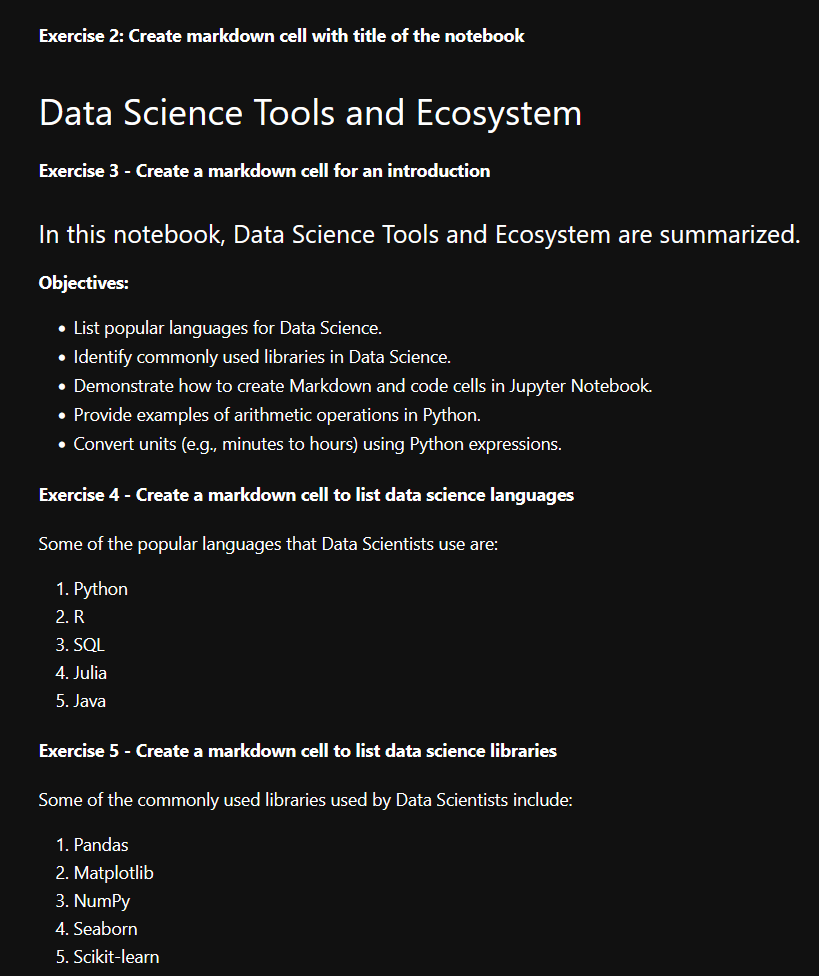 Exercise 2: Create markdown cell with title of the notebook
Data Science Tools and Ecosystem
Exercise 3 - Create a markdown cell for an introduction
In this notebook, Data Science Tools and Ecosystem are summarized.
Objectives:
• List popular languages for Data Science.
• Identify commonly used libraries in Data Science.
• Demonstrate how to create Markdown and code cells in Jupyter Notebook.
• Provide examples of arithmetic operations in Python.
• Convert units (e.g., minutes to hours) using Python expressions.
Exercise 4 - Create a markdown cell to list data science languages
Some of the popular languages that Data Scientists use are:
1. Python
2. R
3. SQL
4. Julia
5. Java
Exercise 5 - Create a markdown cell to list data science libraries
Some of the commonly used libraries used by Data Scientists include:
1. Pandas
2. Matplotlib
3. NumPy
4. Seaborn
5. Scikit-learn